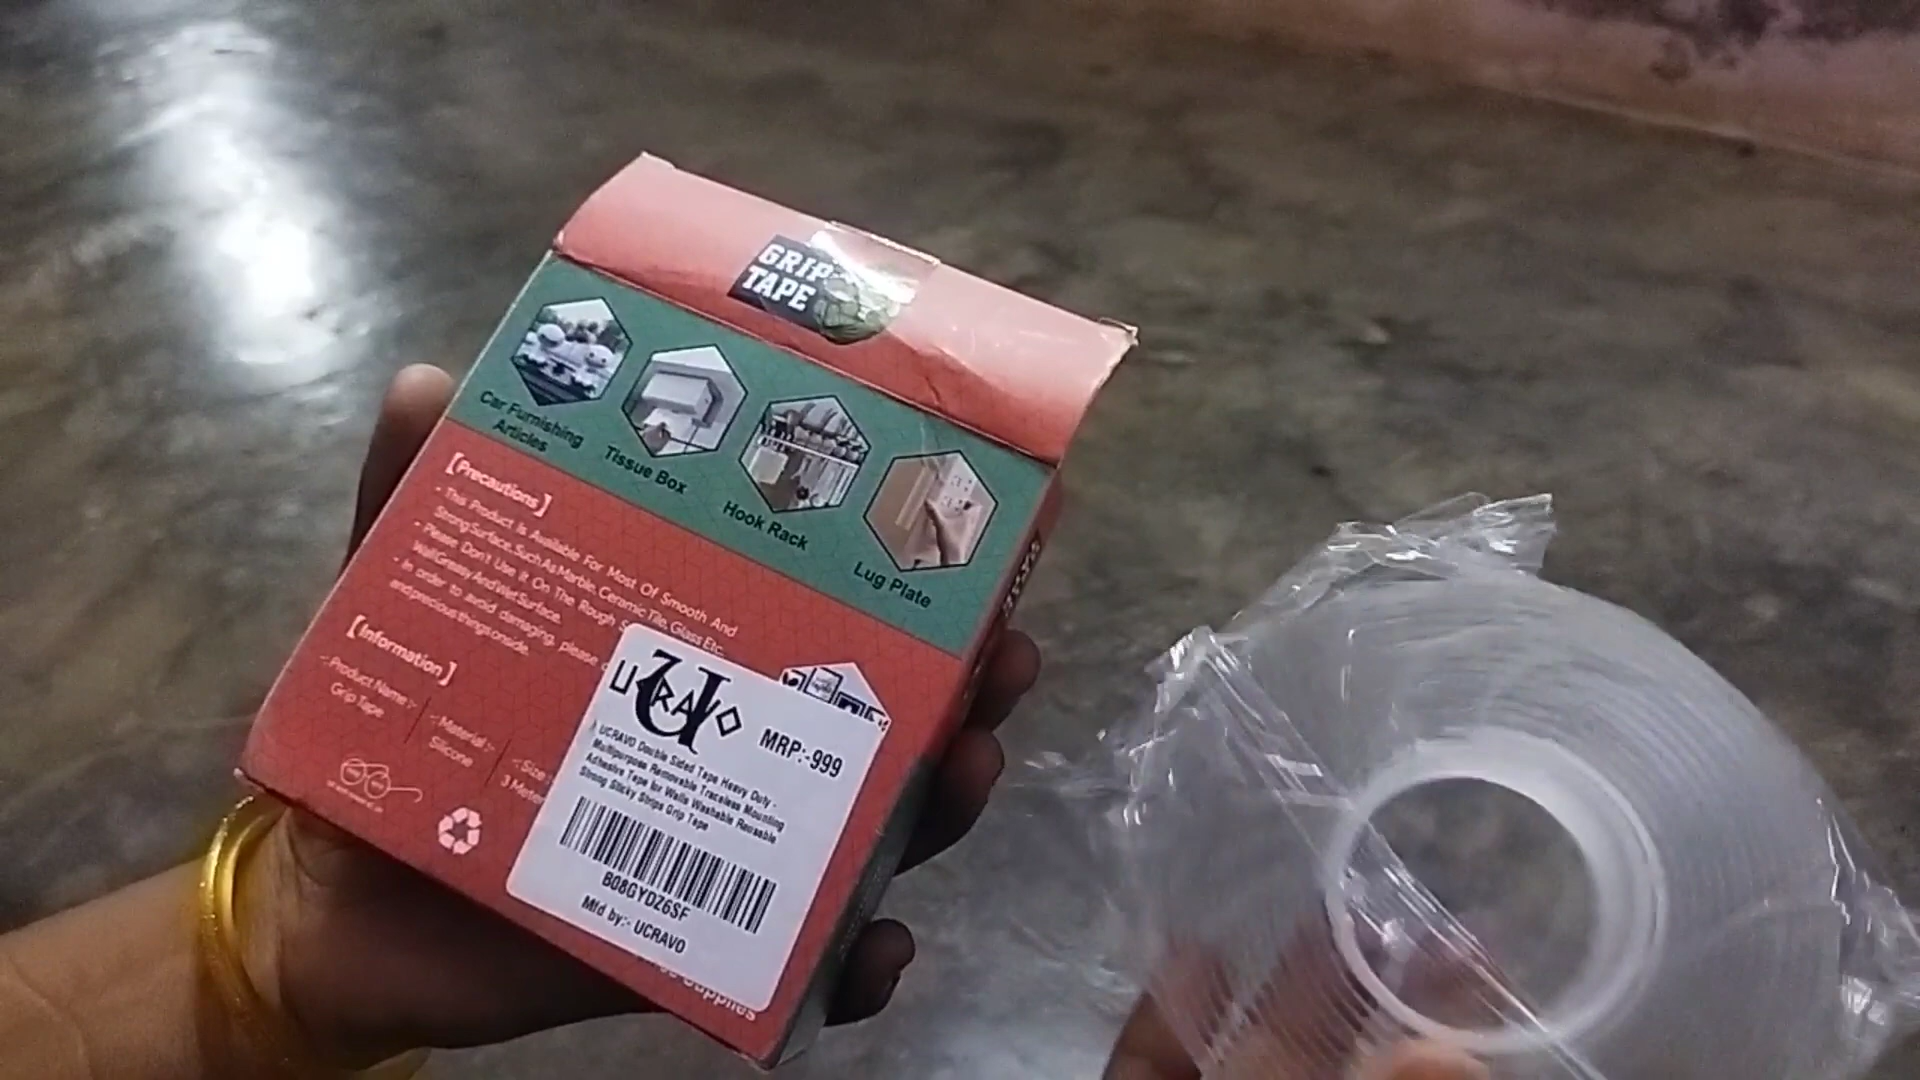 GRIP
TAPE
Car Furnishing
Articles
Tissue Box
Hook Rack
Lug Plate
【Precautions】
- This Product Is Available For Most Of Smooth And
Strong Surface, Such As Marble, Ceramic Tile, Glass Etc.
- Please Don't Use it On The Rough
Wall Greasy And Wet Surface.
- In order to avoid damaging, please
and precious things onside.
【Information】
-: Product Name :-
Grip Tape
-: Material :-
Silicone
-: Size
3 Meter
UCRAVO
MRP:-999
UCRAVO Double Sided Tape Heavy Duty -
Multipurpose Removable Traceless Mounting
Adhesive Tape for Walls Washable Reusable
Strong Sticky Strips Grip Tape
B08GYDZ6SF
Mfd by:- UCRAVO
Supplies